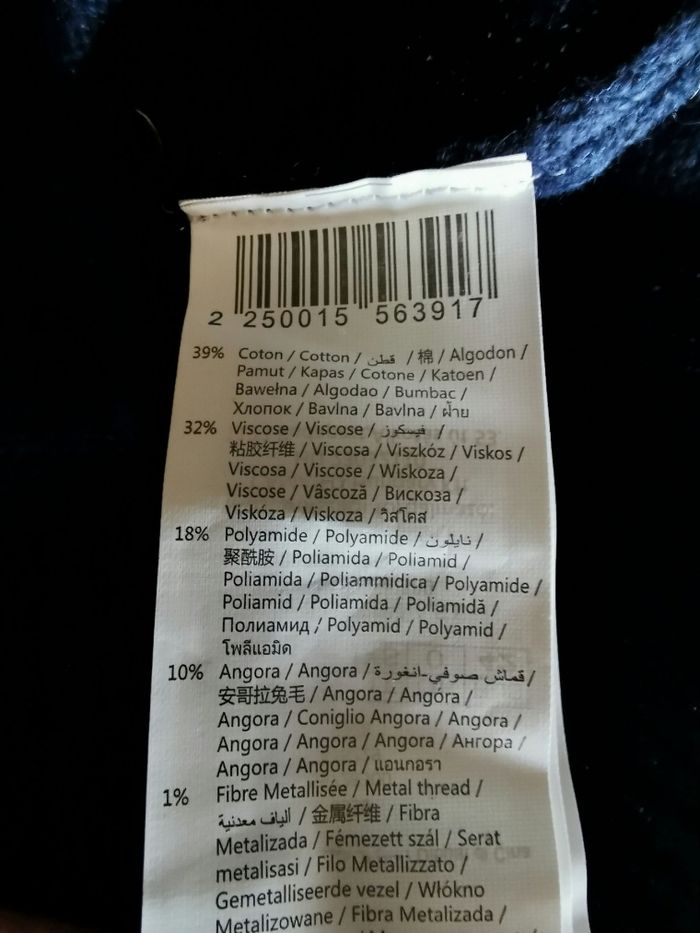 2 250015 563917
39% Coton / Cotton / قطن / 棉 / Algodon /
Pamut / Kapas / Cotone / Katoen /
Bawełna / Algodao / Bumbac /
Хлопок / Bavlna / Bavlna / ฝ้าย
32% Viscose / Viscose / فيسكوز /
粘胶纤维 / Viscosa / Viszkóz / Viskos /
Viscosa / Viscose / Wiskoza /
Viscose / Vâscoză / Вискоза /
Viskóza / Viskoza / วิสโคส
18% Polyamide / Polyamide / نايلون /
聚酰胺 / Poliamida / Poliamid /
Poliamida / Poliammidica / Polyamide /
Poliamid / Poliamida / Poliamidă /
Полиамид / Polyamid / Polyamid /
โพลีแอมิด
10% Angora / Angora / قماش صوفي-انغورة /
安哥拉兔毛 / Angora / Angóra /
Angora / Coniglio Angora / Angora /
Angora / Angora / Angora / Ангора /
Angora / Angora / แอนกอรา
1% Fibre Metallisée / Metal thread /
ألياف معدنية / 金属纤维 / Fibra
Metalizada / Fémezett szál / Serat
metalisasi / Filo Metallizzato /
Gemetalliseerde vezel / Włókno
Metalizowane / Fibra Metalizada /